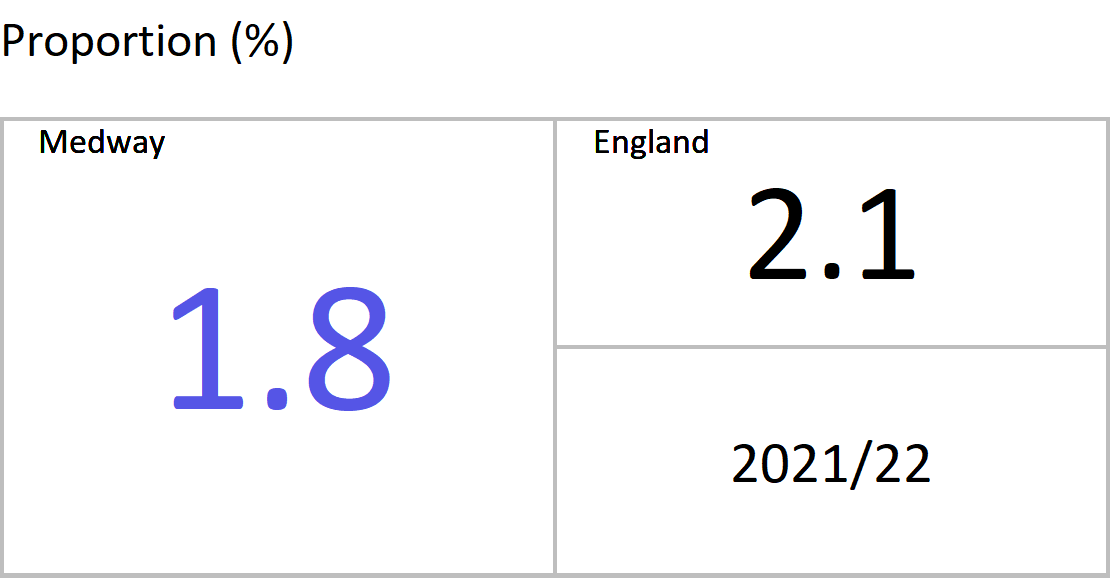 Proportion (%)
Medway
1.8
England
2.1
2021/22